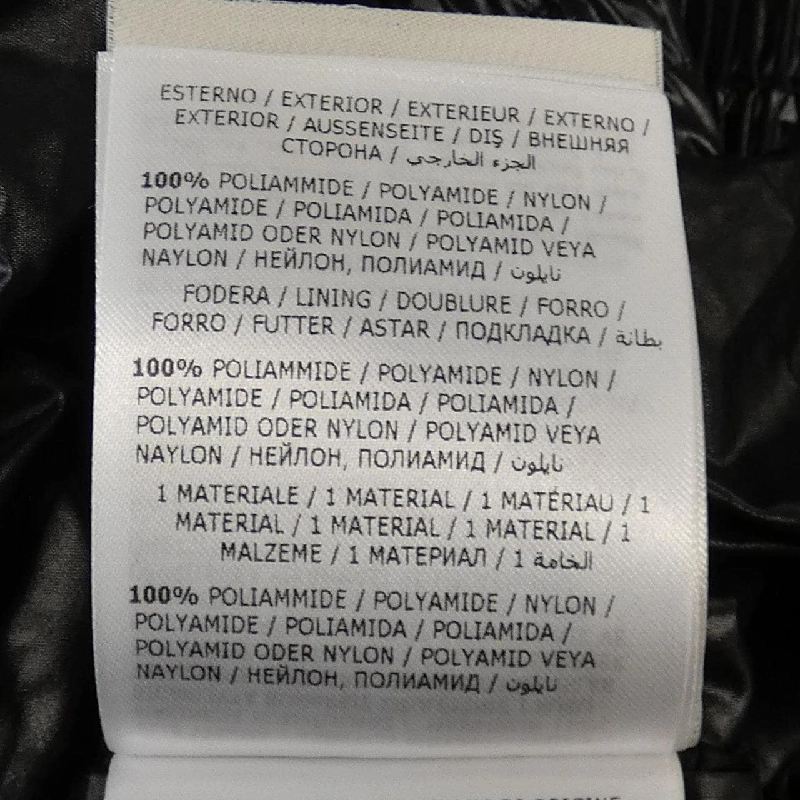 ESTERNO / EXTERIOR / EXTERIEUR / EXTERNO /
EXTERIOR / AUSSENSEITE / DIŞ / ВНЕШНЯЯ
СТОРОНА / الجزء الخارجي
100% POLIAMMIDE / POLYAMIDE / NYLON /
POLYAMIDE / POLIAMIDA / POLIAMIDA /
POLYAMID ODER NYLON / POLYAMID VEYA
NAYLON / НЕЙЛОН, ПОЛИАМИД / نايلون
FODERA / LINING / DOUBLURE / FORRO /
FORRO / FUTTER / ASTAR / ПОДКЛАДКА / بطانة
100% POLIAMMIDE / POLYAMIDE / NYLON /
POLYAMIDE / POLIAMIDA / POLIAMIDA /
POLYAMID ODER NYLON / POLYAMID VEYA
NAYLON / НЕЙЛОН, ПОЛИАМИД / نايلون
1 MATERIALE / 1 MATERIAL / 1 MATÉRIAU / 1
MATERIAL / 1 MATERIAL / 1 MATERIAL / 1
MALZEME / 1 МАТЕРИАЛ / 1 الخامة
100% POLIAMMIDE / POLYAMIDE / NYLON /
POLYAMIDE / POLIAMIDA / POLIAMIDA /
POLYAMID ODER NYLON / POLYAMID VEYA
NAYLON / НЕЙЛОН, ПОЛИАМИД / نايلون